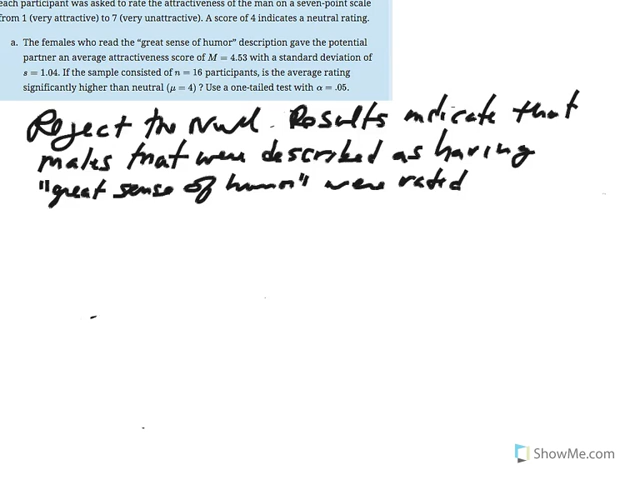 each participant was asked to rate the attractiveness of the man on a seven-point scale
from 1 (very attractive) to 7 (very unattractive). A score of 4 indicates a neutral rating.
a. The females who read the “great sense of humor” description gave the potential
partner an average attractiveness score of M = 4.53 with a standard deviation of
s = 1.04. If the sample consisted of n = 16 participants, is the average rating
significantly higher than neutral (μ = 4) ? Use a one-tailed test with α = .05.
Reject the Null. Results indicate that
males that were described as having
"great sense of humor" were rated
ShowMe.com